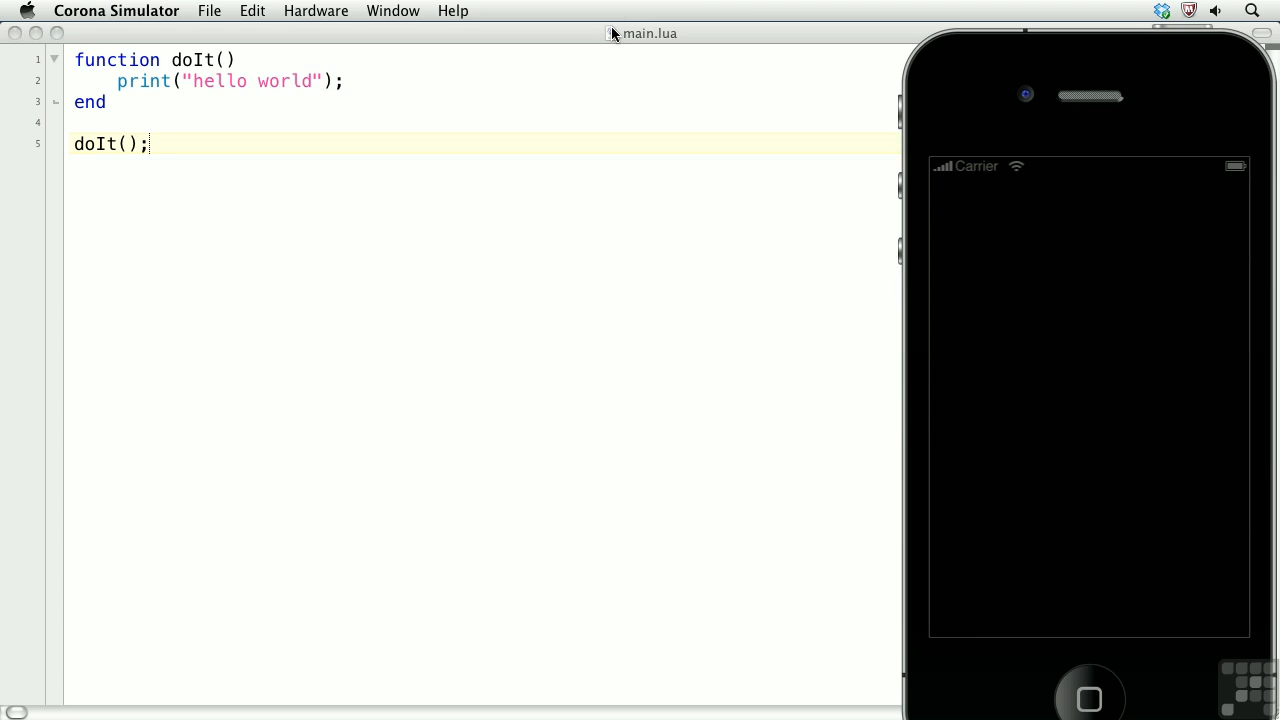 Corona Simulator File Edit Hardware Window Help
main.lua
1 function doIt()
2 print("hello world");
3 end
4
5 doIt();
Carrier